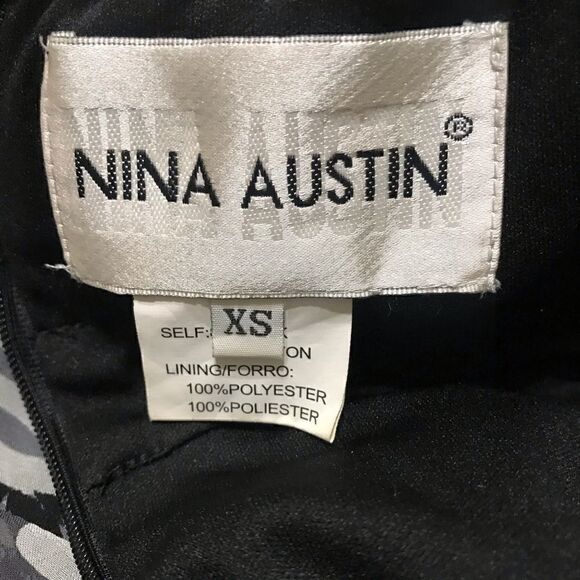 NINA AUSTIN®
XS
SELF:
LINING/FORRO:
100%POLYESTER
100%POLIESTER